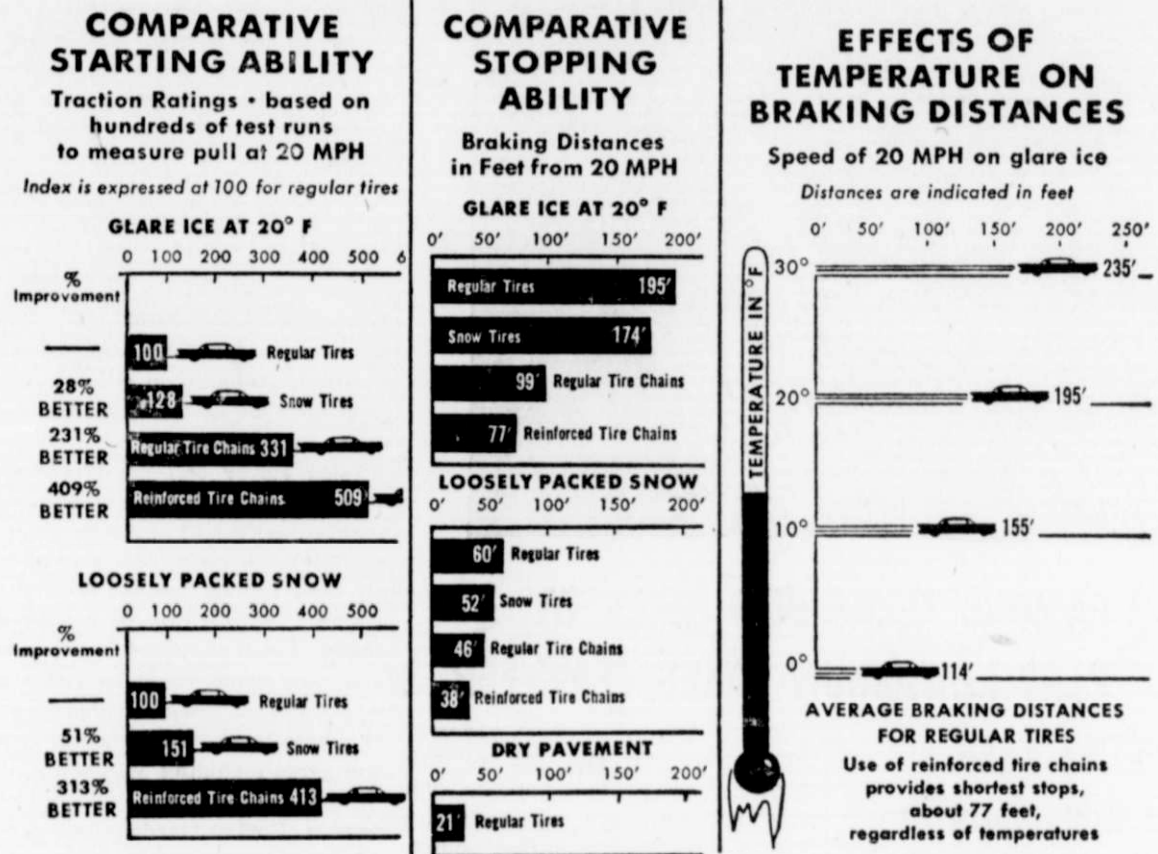 COMPARATIVE
STARTING ABILITY
Traction Ratings • based on
hundreds of test runs
to measure pull at 20 MPH
Index is expressed at 100 for regular tires
GLARE ICE AT 20° F
0 100 200 300 400 500 6
%
Improvement
100 Regular Tires
28%
BETTER
128 Snow Tires
231%
BETTER
Regular Tire Chains 331
409%
BETTER
Reinforced Tire Chains 509
LOOSELY PACKED SNOW
0 100 200 300 400 500
%
Improvement
100 Regular Tires
51%
BETTER
151 Snow Tires
313%
BETTER
Reinforced Tire Chains 413
COMPARATIVE
STOPPING
ABILITY
Braking Distances
in Feet from 20 MPH
GLARE ICE AT 20° F
0′ 50′ 100′ 150′ 200′
Regular Tires 195′
Snow Tires 174′
99′ Regular Tire Chains
77′ Reinforced Tire Chains
LOOSELY PACKED SNOW
0′ 50′ 100′ 150′ 200′
60′ Regular Tires
52′ Snow Tires
46′ Regular Tire Chains
38′ Reinforced Tire Chains
DRY PAVEMENT
0′ 50′ 100′ 150′ 200′
21′ Regular Tires
EFFECTS OF
TEMPERATURE ON
BRAKING DISTANCES
Speed of 20 MPH on glare ice
Distances are indicated in feet
0′ 50′ 100′ 150′ 200′ 250′
TEMPERATURE IN °F
30° 235′
20° 195′
10° 155′
0° 114′
AVERAGE BRAKING DISTANCES
FOR REGULAR TIRES
Use of reinforced tire chains
provides shortest stops,
about 77 feet,
regardless of temperatures